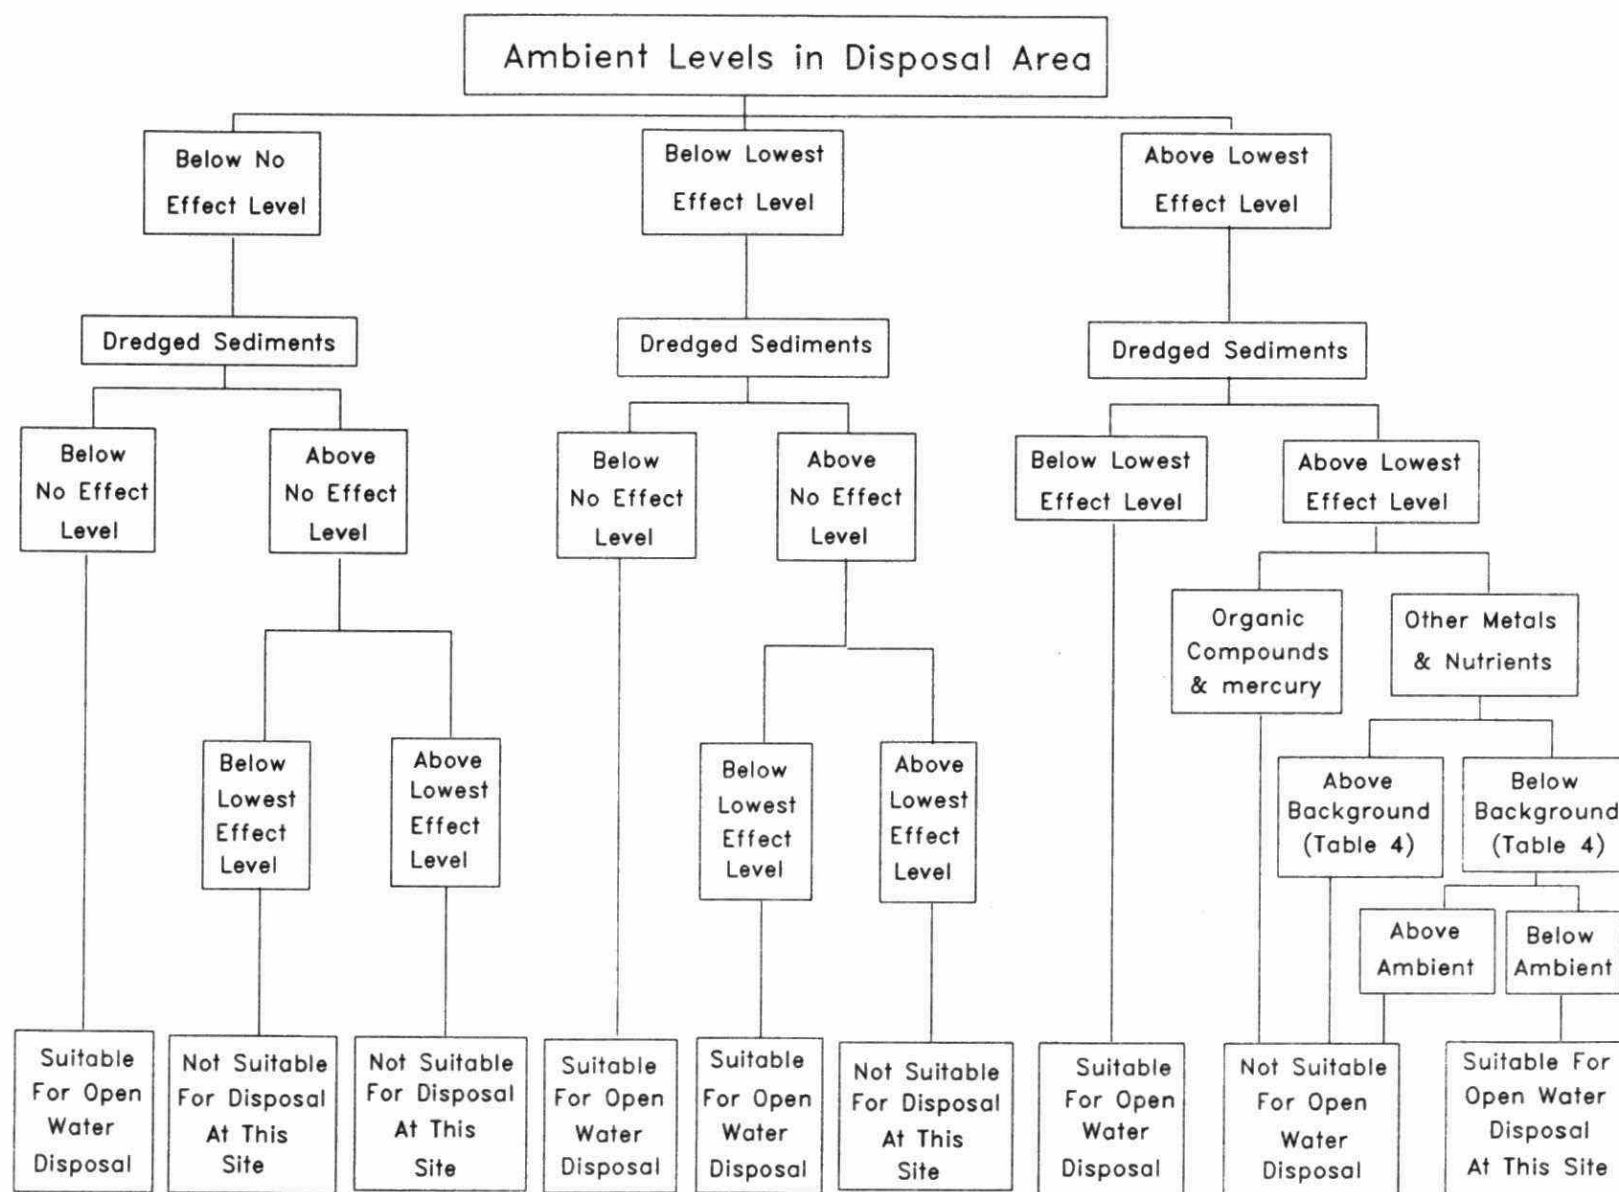 Ambient Levels in Disposal Area
Below No
Effect Level
Below Lowest
Effect Level
Above Lowest
Effect Level
Dredged Sediments
Dredged Sediments
Dredged Sediments
Below
No Effect
Level
Above
No Effect
Level
Below
No Effect
Level
Above
No Effect
Level
Below Lowest
Effect Level
Above Lowest
Effect Level
Organic
Compounds
& mercury
Other Metals
& Nutrients
Below
Lowest
Effect
Level
Above
Lowest
Effect
Level
Below
Lowest
Effect
Level
Above
Lowest
Effect
Level
Above
Background
(Table 4)
Below
Background
(Table 4)
Above
Ambient
Below
Ambient
Suitable
For Open
Water
Disposal
Not Suitable
For Disposal
At This
Site
Not Suitable
For Disposal
At This
Site
Suitable
For Open
Water
Disposal
Suitable
For Open
Water
Disposal
Not Suitable
For Disposal
At This
Site
Suitable
For Open
Water
Disposal
Not Suitable
For Open
Water
Disposal
Suitable For
Open Water
Disposal
At This Site